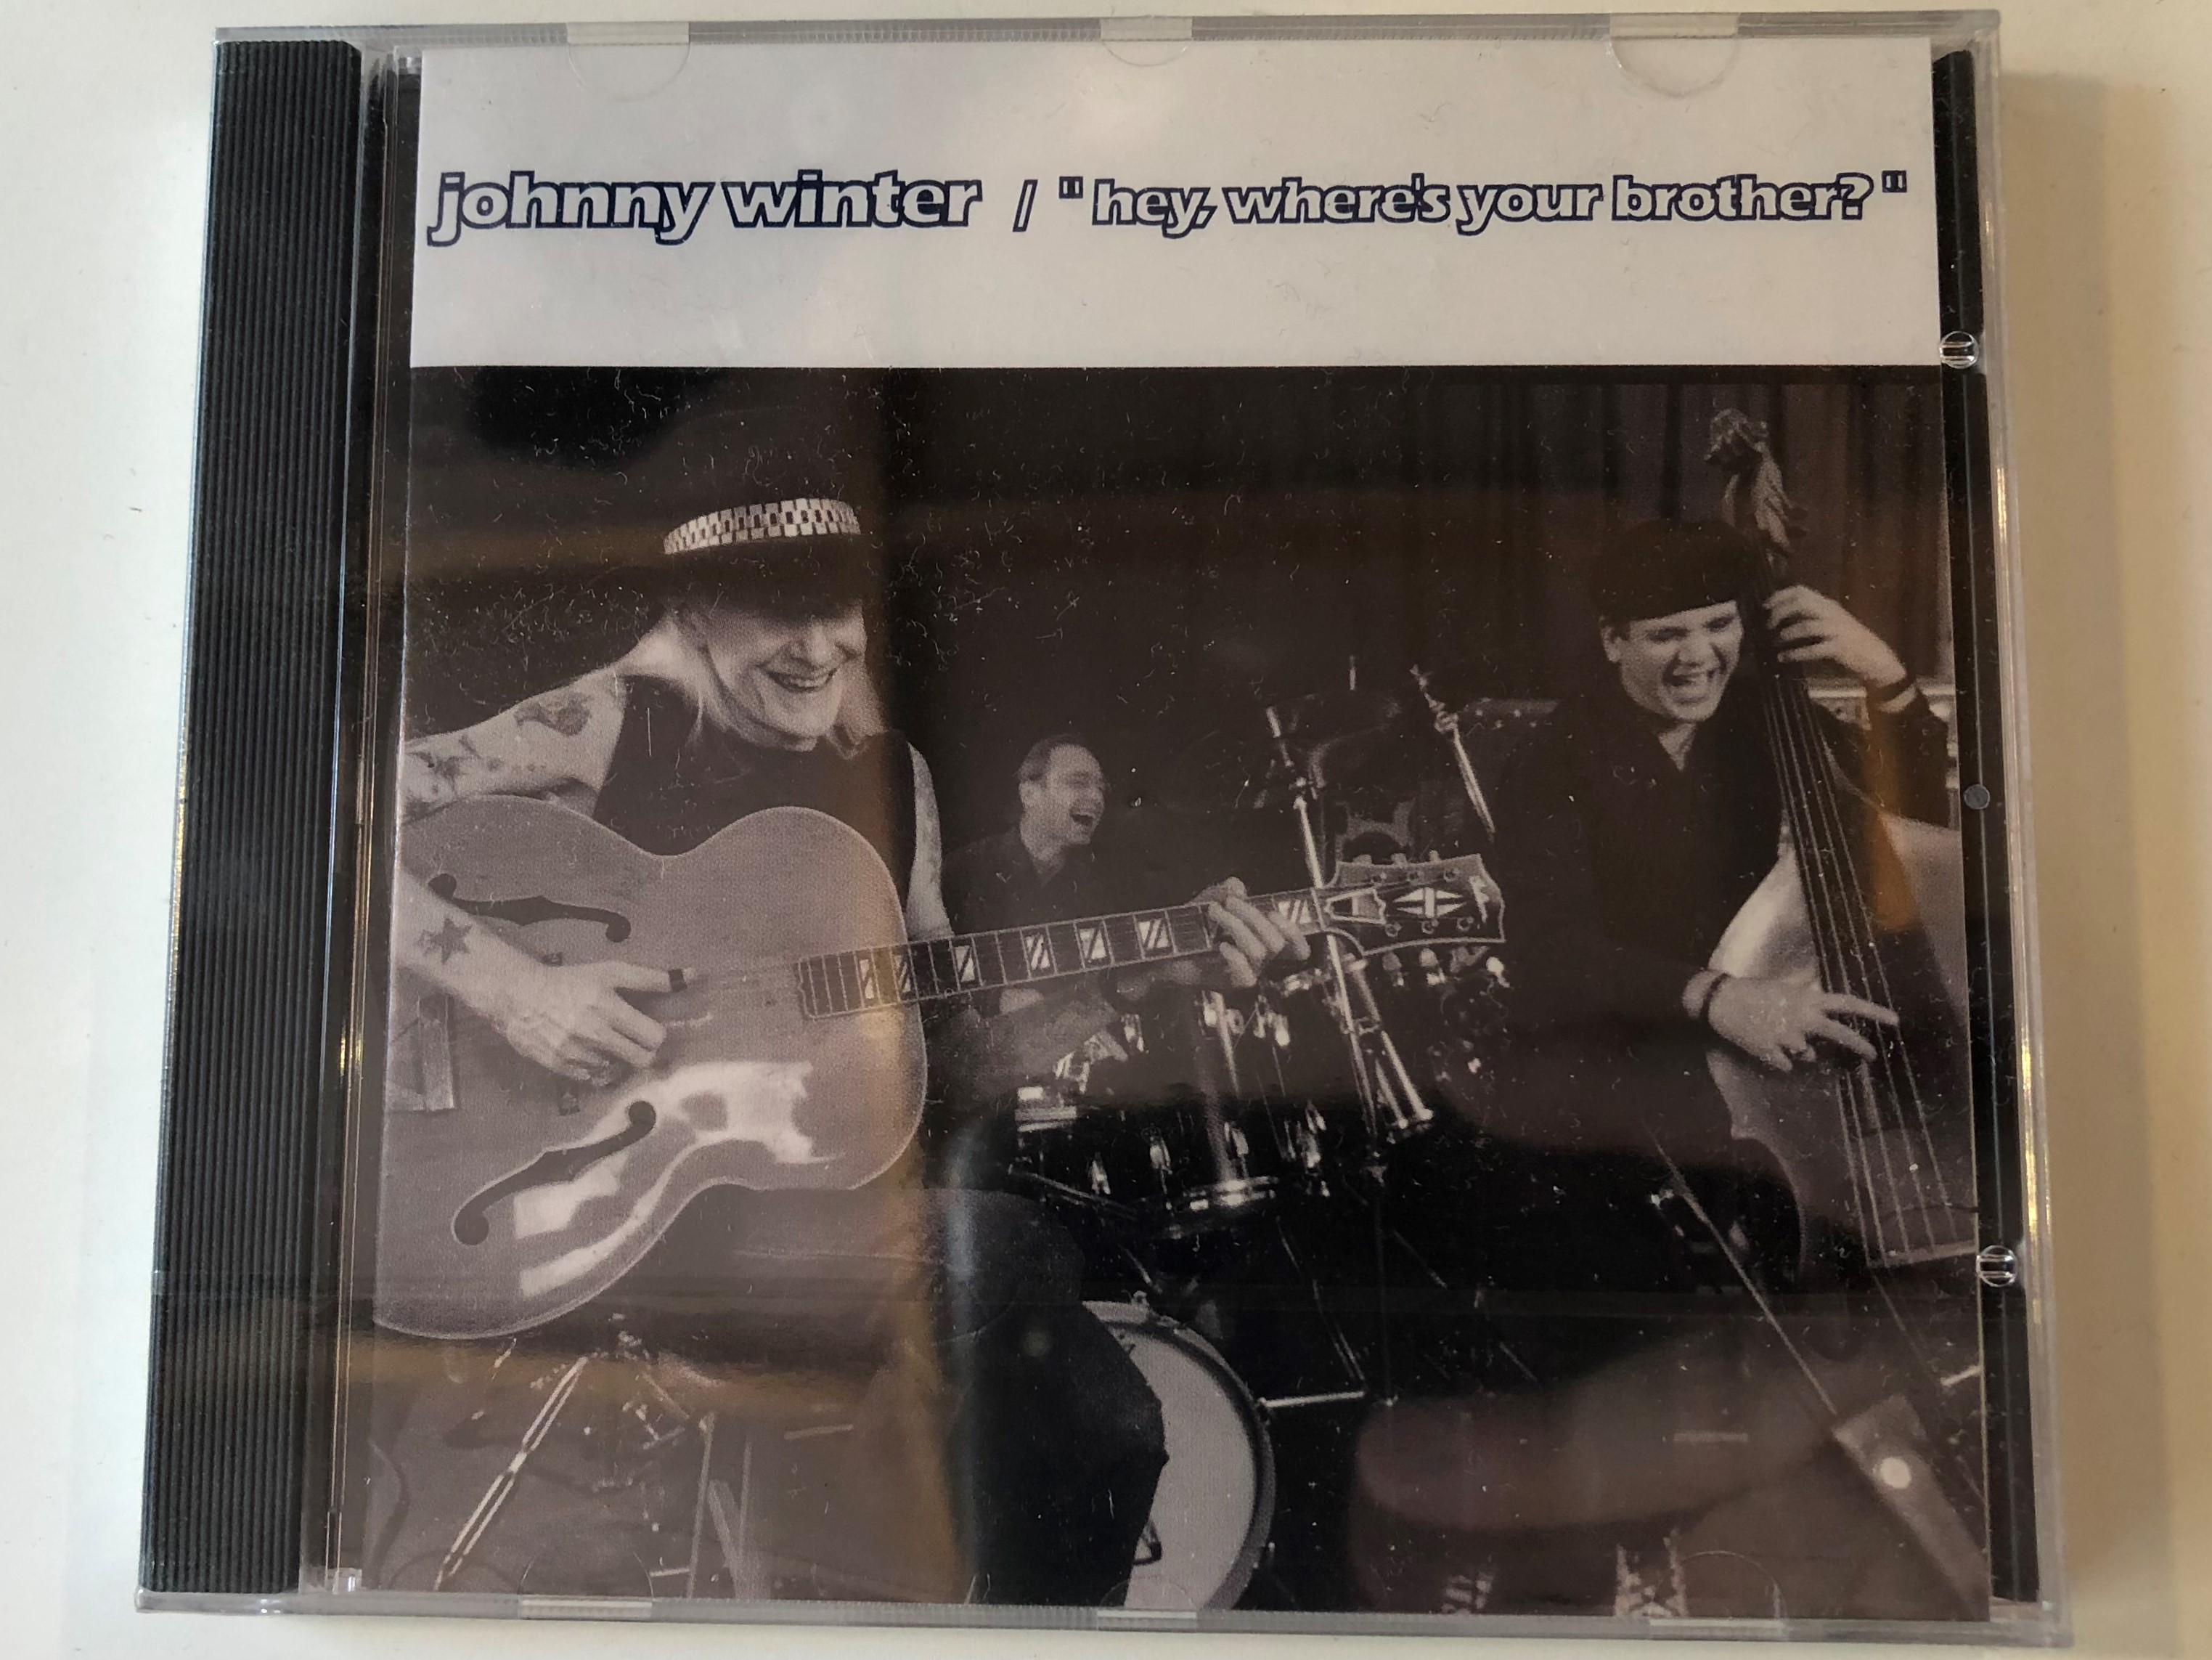 johnny winter / "hey, where's your brother?"